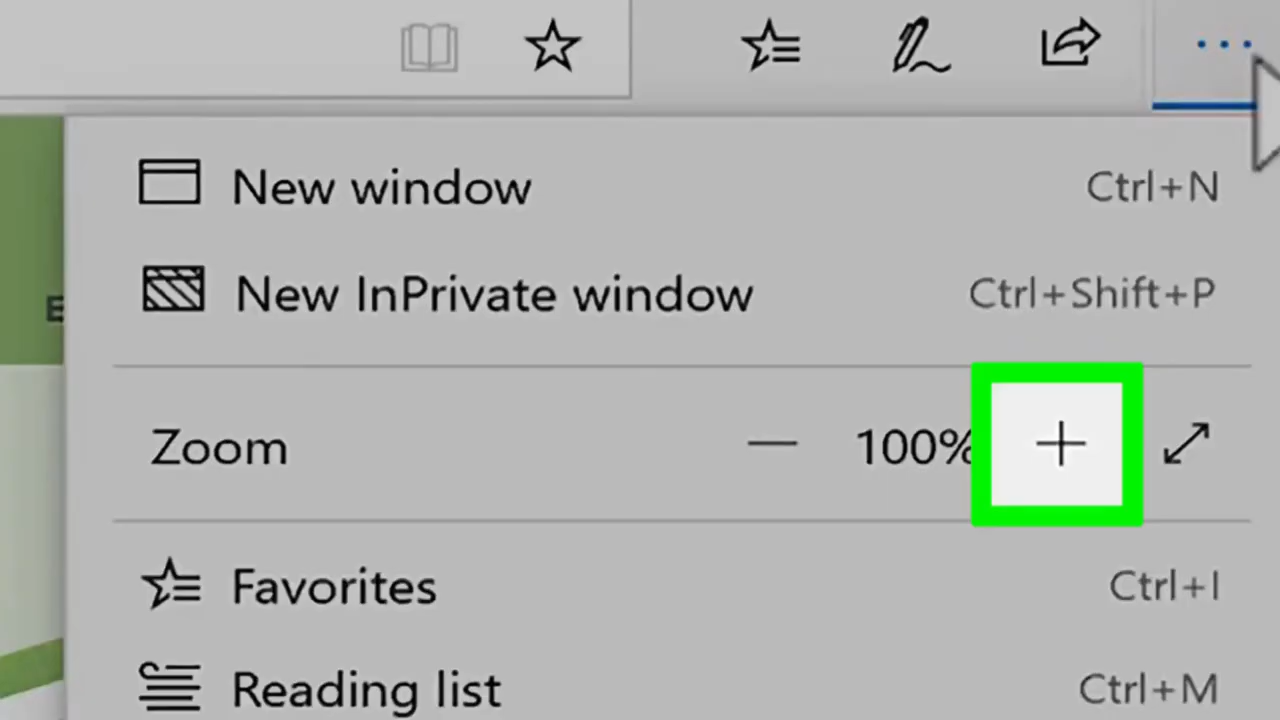 New window Ctrl+N
New InPrivate window Ctrl+Shift+P
E
Zoom 100%
Favorites Ctrl+I
Reading list Ctrl+M